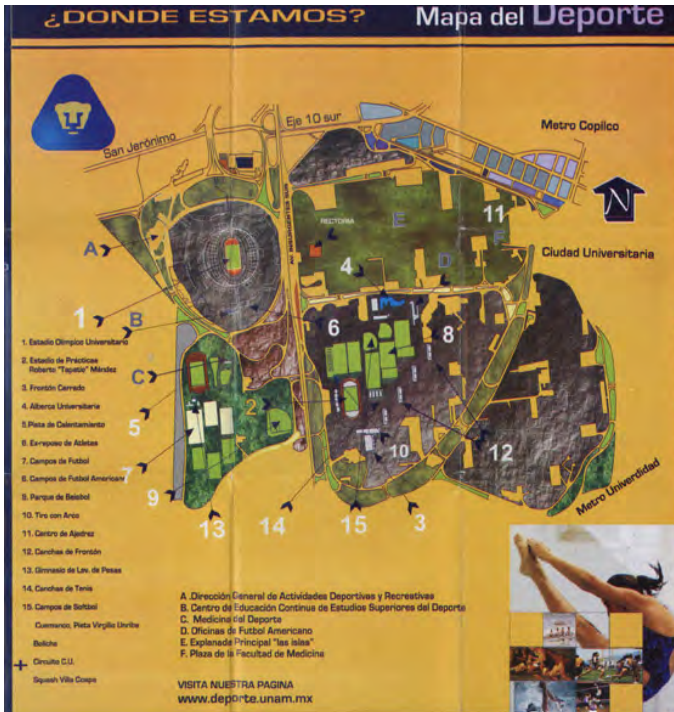 ¿DONDE ESTAMOS?
Mapa del Deporte
San Jerónimo
Eje 10 sur
Metro Copilco
AV. INSURGENTES SUR
RECTORIA
N
Ciudad Universitaria
A
B
C
D
E
F
1
2
3
4
5
6
7
8
9
10
11
12
13
14
15
Metro Univerdidad
1. Estadio Olímpico Universitario
2. Estadio de Prácticas
Roberto "Tapatío" Méndez
3. Frontón Cerrado
4. Alberca Universitaria
5. Pista de Calentamiento
6. Ex-reposo de Atletas
7. Campos de Futbol
8. Campos de Futbol Americano
9. Parque de Beisbol
10. Tiro con Arco
11. Centro de Ajedrez
12. Canchas de Frontón
13. Gimnasio de Lev. de Pesas
14. Canchas de Tenis
15. Campos de Softbol
Cuemanco, Pista Virgilio Uribe
Boliche
+ Circuito C.U.
Squash Villa Coapa
A .Dirección General de Actividades Deportivas y Recreativas
B. Centro de Educación Continua de Estudios Superiores del Deporte
C. Medicina del Deporte
D. Oficinas de Futbol Americano
E. Explanada Principal "las islas"
F. Plaza de la Facultad de Medicina
VISITA NUESTRA PAGINA
www.deporte.unam.mx